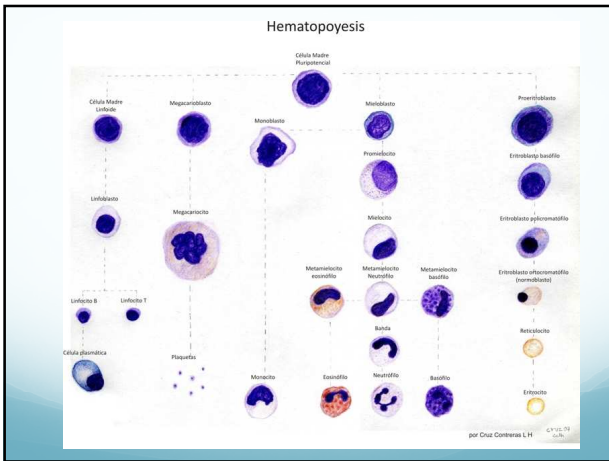 Hematopoyesis
Célula Madre
Pluripotencial
Célula Madre
Linfoide
Megacarioblasto
Monoblasto
Mieloblasto
Proeritroblasto
Promielocito
Eritroblasto basófilo
Linfoblasto
Megacariocito
Mielocito
Eritroblasto policromatófilo
Metamielocito
eosinófilo
Metamielocito
Neutrófilo
Metamielocito
basófilo
Eritroblasto ortocromatófilo
(normoblasto)
Linfocito B
Linfocito T
Banda
Reticulocito
Célula plasmática
Plaquetas
Monocito
Eosinófilo
Neutrófilo
Basófilo
Eritrocito
por Cruz Contreras L H